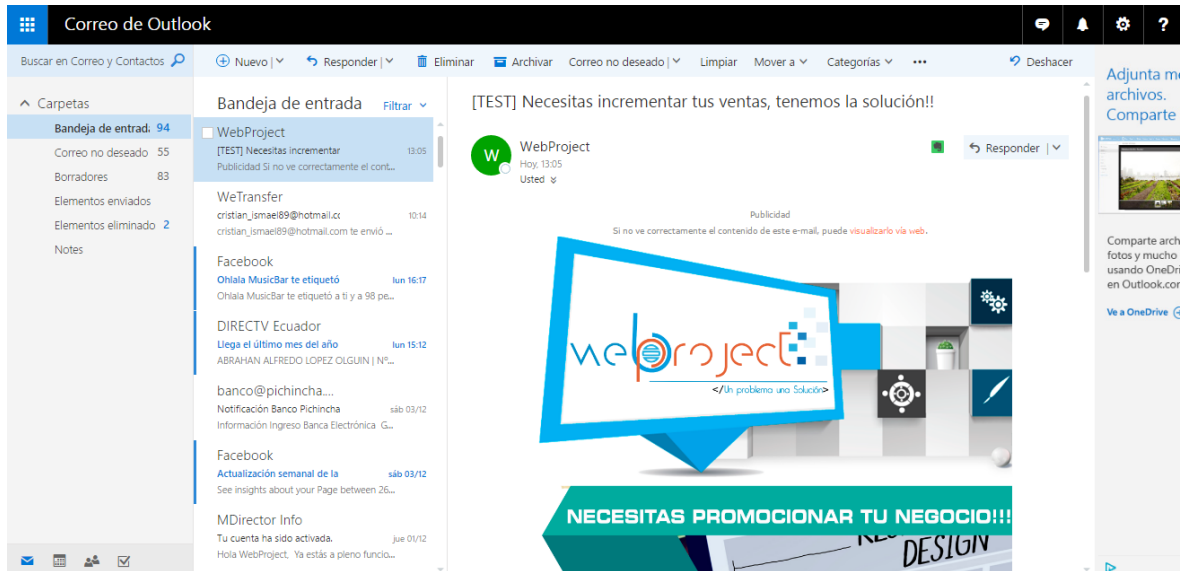 Correo de Outlook
?
Buscar en Correo y Contactos
Nuevo
Responder
Eliminar
Archivar
Correo no deseado
Limpiar
Mover a
Categorías
Deshacer
Carpetas
Bandeja de entrada 94
Correo no deseado 55
Borradores 83
Elementos enviados
Elementos eliminado 2
Notes
Bandeja de entrada
Filtrar
WebProject
[TEST] Necesitas incrementar 13:05
Publicidad Si no ve correctamente el cont...
WeTransfer
cristian_ismael89@hotmail.cc 10:14
cristian_ismael89@hotmail.com te envió ...
Facebook
Ohlala MusicBar te etiquetó lun 16:17
Ohlala MusicBar te etiquetó a ti y a 98 pe...
DIRECTV Ecuador
Llega el último mes del año lun 15:12
ABRAHAN ALFREDO LOPEZ OLGUIN | N°...
banco@pichincha....
Notificación Banco Pichincha sáb 03/12
Información Ingreso Banca Electrónica G...
Facebook
Actualización semanal de la sáb 03/12
See insights about your Page between 26...
MDirector Info
Tu cuenta ha sido activada. jue 01/12
Hola WebProject, Ya estás a pleno funcio...
[TEST] Necesitas incrementar tus ventas, tenemos la solución!!
W
WebProject
Hoy, 13:05
Usted
Responder
Publicidad
Si no ve correctamente el contenido de este e-mail, puede visualizarlo vía web.
webproject
</Un problema una Solución>
NECESITAS PROMOCIONAR TU NEGOCIO!!!
DESIGN
Adjunta me
archivos.
Comparte
Comparte arch
fotos y mucho
usando OneDri
en Outlook.cor
Ve a OneDrive